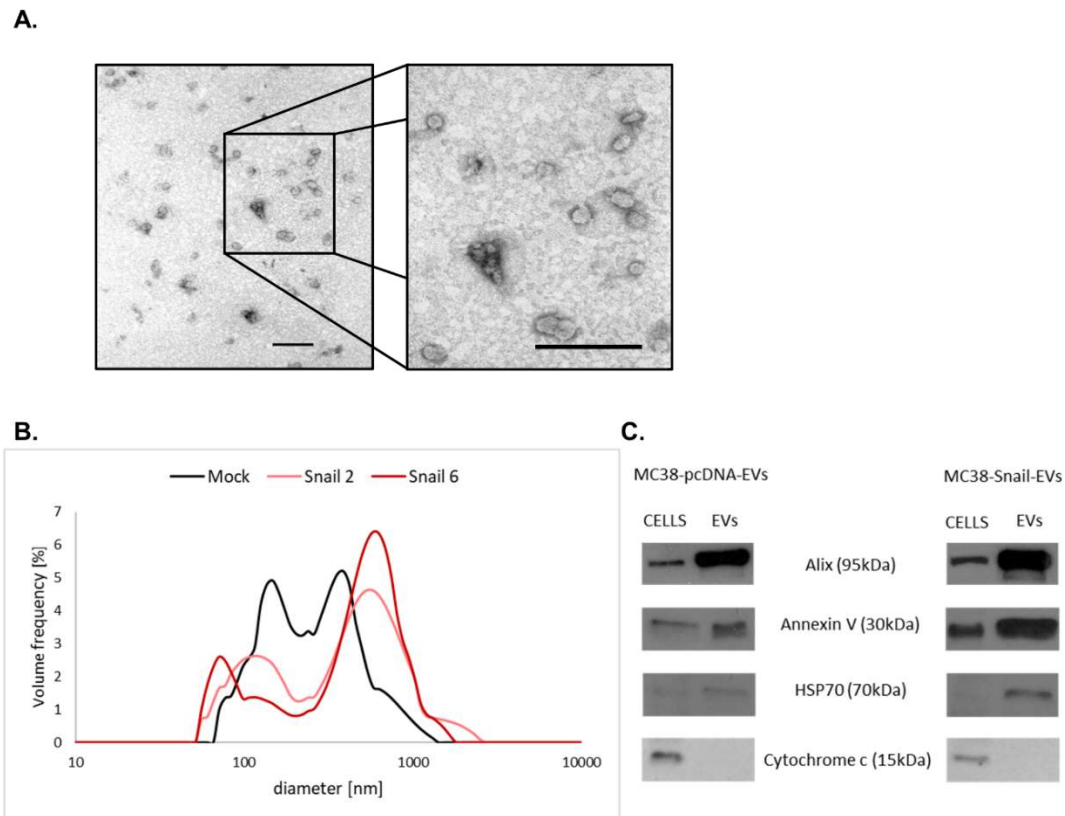 A.
B.
Mock Snail 2 Snail 6
Volume frequency [%]
7
6
5
4
3
2
1
0
10 100 1000 10000
diameter [nm]
C.
MC38-pcDNA-EVs MC38-Snail-EVs
CELLS EVs CELLS EVs
Alix (95kDa)
Annexin V (30kDa)
HSP70 (70kDa)
Cytochrome c (15kDa)